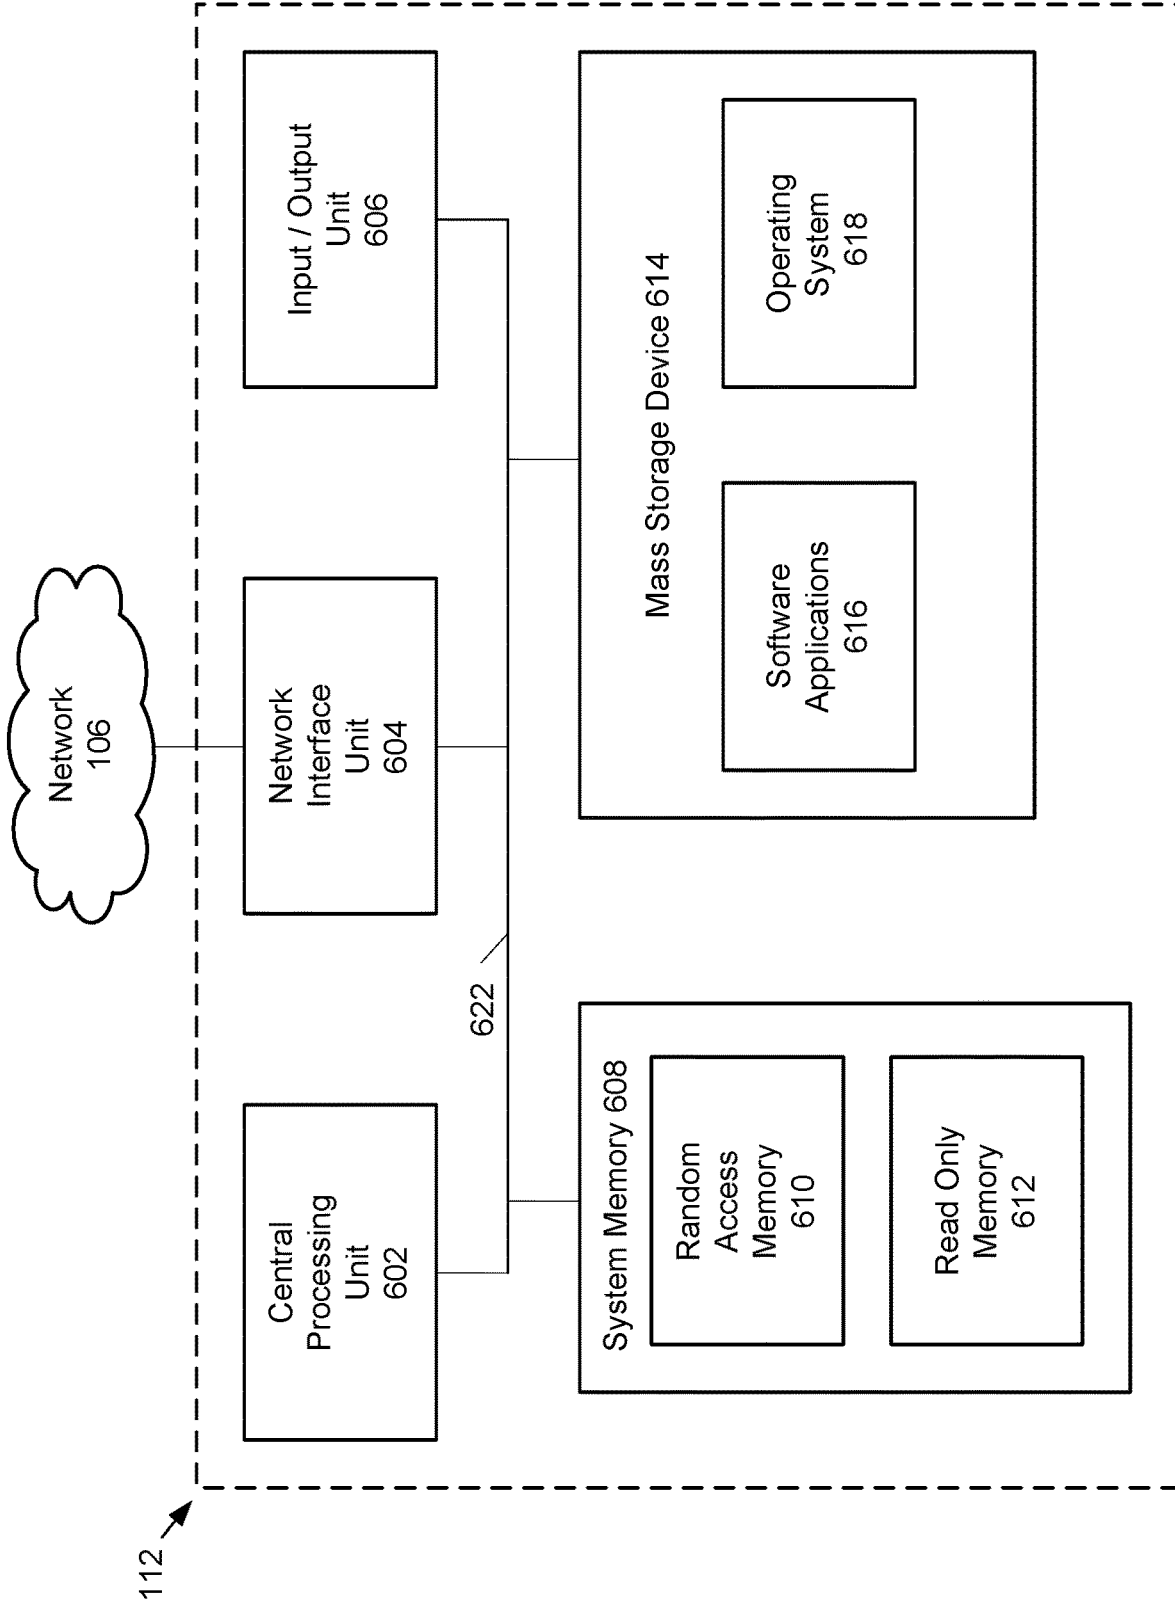 112
Network
106
Central
Processing
Unit
602
Network
Interface
Unit
604
Input / Output
Unit
606
622
System Memory 608
Random
Access
Memory
610
Read Only
Memory
612
Mass Storage Device 614
Software
Applications
616
Operating
System
618